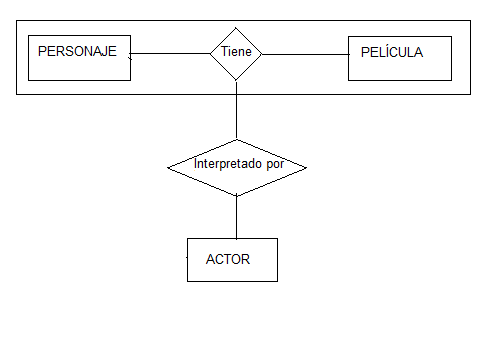 PERSONAJE
Tiene
PELÍCULA
Interpretado por
ACTOR